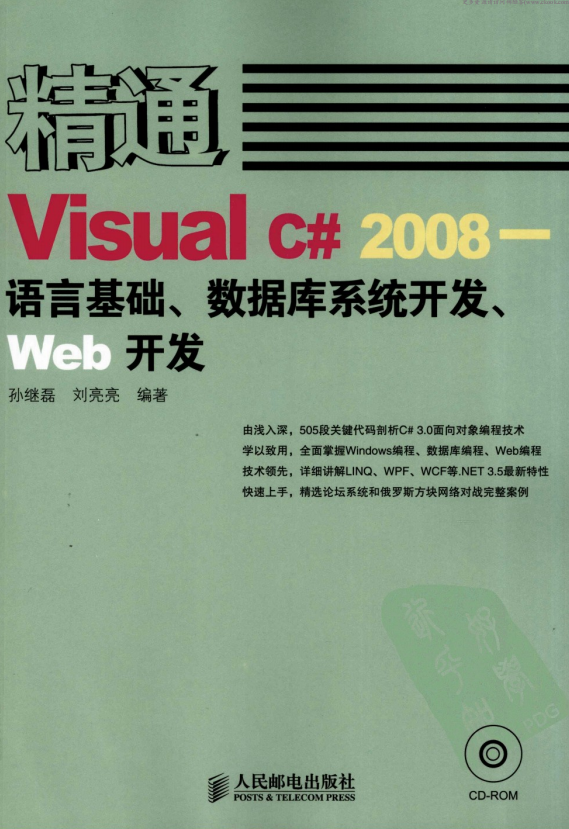 精通
Visual C# 2008—
语言基础、数据库系统开发、
Web 开发
孙继磊 刘亮亮 编著
由浅入深，505段关键代码剖析C# 3.0面向对象编程技术
学以致用，全面掌握Windows编程、数据库编程、Web编程
技术领先，详细讲解LINQ、WPF、WCF等.NET 3.5最新特性
快速上手，精选论坛系统和俄罗斯方块网络对战完整案例
PDG
CD-ROM
人民邮电出版社
POSTS & TELECOM PRESS